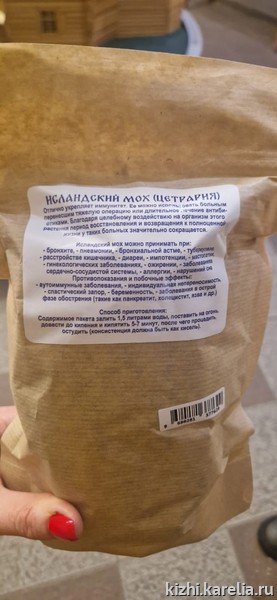 ИСЛАНДСКИЙ МОХ (ЦЕТРАРИЯ)
Отлично укрепляет иммунитет. Ее можно использовать больным
перенесшим тяжелую операцию или длительное лечение антиби-
отиками. Благодаря целебному воздействию на организм этого
растения период восстановления и возвращения к полноценной
жизни у таких больных значительно сокращается.
Исландский мох можно принимать при:
- бронхите, - пневмонии, - бронхиальной астме, - туберкулезе
- расстройстве кишечника, - диареи, - импотенции,
- гинекологических заболеваниях, - ожирении, - заболевания
сердечно-сосудистой системы, - аллергии, - нарушений
Противопоказания и побочные эффекты:
- аутоиммунные заболевания, - индивидуальная непереносимость
- спастический запор, - беременность, - заболевания в острой
фазе обострения (такие как панкреатит, холецистит, язва и др.)
Способ приготовления:
Содержимое пакета залить 1,5 литрами воды, поставить на огонь
довести до кипения и кипятить 5-7 минут, после чего процедить
остудить (консистенция должна быть как кисель).
kizhi.karelia.ru